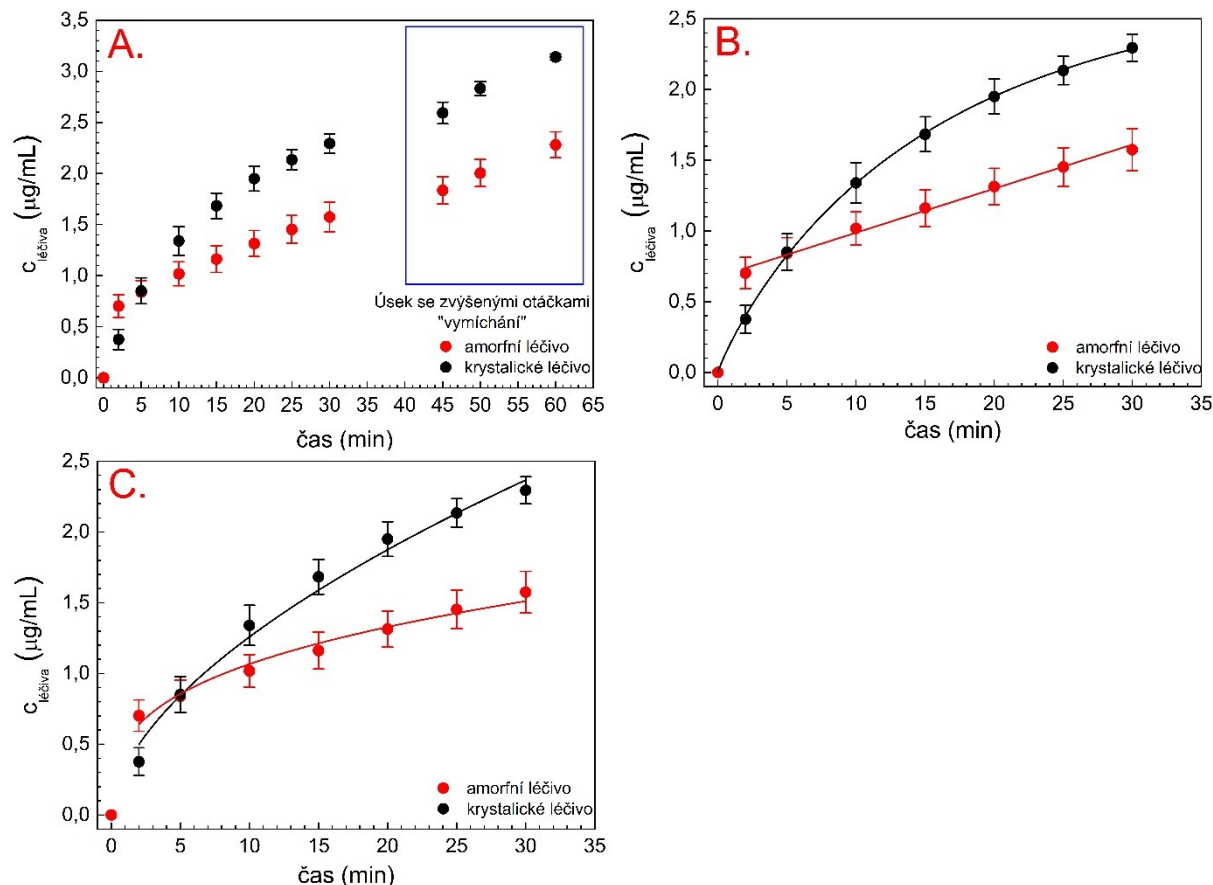 A.
3,5
3,0
2,5
2,0
1,5
1,0
0,5
0,0
c léčiva (μg/mL)
Úsek se zvýšenými otáčkami
"vymíchání"
amorfní léčivo
krystalické léčivo
0 5 10 15 20 25 30 35 40 45 50 55 60 65
čas (min)
B.
2,5
2,0
1,5
1,0
0,5
0,0
c léčiva (μg/mL)
amorfní léčivo
krystalické léčivo
0 5 10 15 20 25 30 35
čas (min)
C.
2,5
2,0
1,5
1,0
0,5
0,0
c léčiva (μg/mL)
amorfní léčivo
krystalické léčivo
0 5 10 15 20 25 30 35
čas (min)